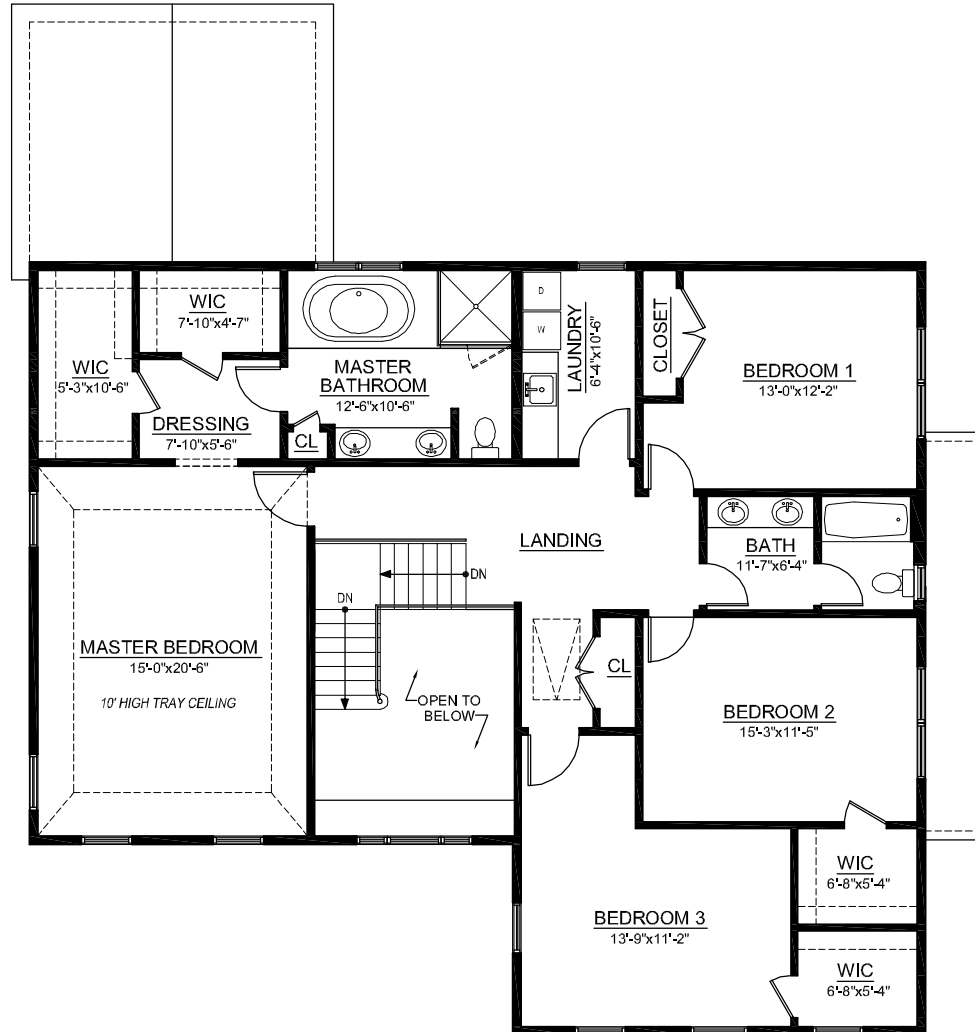 WIC
7'-10"x4'-7"
WIC
5'-3"x10'-6"
DRESSING
7'-10"x5'-6"
MASTER
BATHROOM
12'-6"x10'-6"
CL
D
W
LAUNDRY
6'-4"x10'-6"
CLOSET
BEDROOM 1
13'-0"x12'-2"
LANDING
BATH
11'-7"x6'-4"
DN
DN
MASTER BEDROOM
15'-0"x20'-6"
10' HIGH TRAY CEILING
OPEN TO
BELOW
CL
BEDROOM 2
15'-3"x11'-5"
WIC
6'-8"x5'-4"
BEDROOM 3
13'-9"x11'-2"
WIC
6'-8"x5'-4"